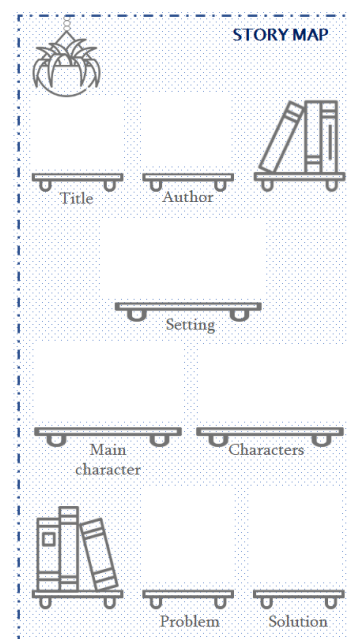 STORY MAP
Title
Author
Setting
Main
character
Characters
Problem
Solution